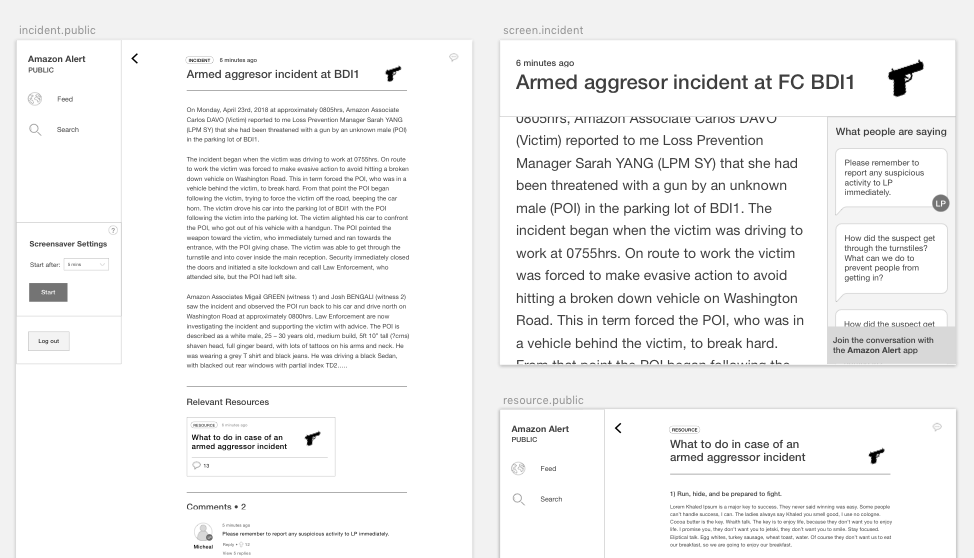 incident.public
Amazon Alert
PUBLIC
Feed
Search
?
Screensaver Settings
Start after: 5 mins
Start
Log out
INCIDENT 6 minutes ago
Armed aggresor incident at BDI1
On Monday, April 23rd, 2018 at approximately 0805hrs, Amazon Associate
Carlos DAVO (Victim) reported to me Loss Prevention Manager Sarah YANG
(LPM SY) that she had been threatened with a gun by an unknown male (POI)
in the parking lot of BDI1.
The incident began when the victim was driving to work at 0755hrs. On route
to work the victim was forced to make evasive action to avoid hitting a broken
down vehicle on Washington Road. This in term forced the POI, who was in a
vehicle behind the victim, to break hard. From that point the POI began
following the victim, trying to force the victim off road, beeping the car
horn. The victim drove his car into the parking lot of BDI1 with the POI
following the victim into the parking lot. The victim alighted his car to confront
the POI, who got out of his vehicle with a handgun. The POI pointed the
weapon toward the victim, who immediately turned and ran towards the
entrance, with the POI giving chase. The victim was able to get through the
turnstile and into cover inside the main reception. Security immediately closed
the doors and initiated a site lockdown and call Law Enforcement, who
attended site, but the POI had left site.
Amazon Associates Migail GREEN (witness 1) and Josh BENGALI (witness 2)
saw the incident and observed the POI run back to his car and drive north on
Washington Road at approximately 0800hrs. Law Enforcement are now
investigating the incident and supporting the victim with advice. The POI is
described as a white male, 25 – 30 years old, medium build, 5ft 10" tall (?cms)
shaven head, full ginger beard, with lots of tattoos on his arms and neck. He
was wearing a grey T shirt and black jeans. He was driving a black Sedan,
with blacked out rear windows with partial index TD2.....
Relevant Resources
RESOURCE 6 minutes ago
What to do in case of an
armed aggressor incident
13
Comments • 2
5 minutes ago
Please remember to report any suspicious activity to LP immediately.
Micheal
Reply • 12
View 5 replies
screen.incident
6 minutes ago
Armed aggresor incident at FC BDI1
0805hrs, Amazon Associate Carlos DAVO
(Victim) reported to me Loss Prevention
Manager Sarah YANG (LPM SY) that she had
been threatened with a gun by an unknown
male (POI) in the parking lot of BDI1. The
incident began when the victim was driving to
work at 0755hrs. On route to work the victim
was forced to make evasive action to avoid
hitting a broken down vehicle on Washington
Road. This in term forced the POI, who was in
a vehicle behind the victim, to break hard.
From that point the POI began following the
What people are saying
Please remember to
report any suspicious
activity to LP
immediately.
LP
How did the suspect get
through the turnstiles?
What can we do to
prevent people from
getting in?
How did the suspect get
Join the conversation with
the Amazon Alert app
resource.public
Amazon Alert
PUBLIC
Feed
Search
RESOURCE
What to do in case of an
armed aggressor incident
1) Run, hide, and be prepared to fight.
Lorem Khaled Ipsum is a major key to success. They never said winning was easy. Some people
can't handle success, I can. The ladies always say Khaled you smell good, I use no cologne.
Cocoa butter is the key. Wraith talk. The key is to enjoy life, because they don't want you to enjoy
life. I promise you, they don't want you to jetski, they don't want you to smile. Stay focused.
Eliptical talk. Egg whites, turkey sausage, wheat toast, water. Of course they don't want us to eat
our breakfast, so we are going to enjoy our breakfast.